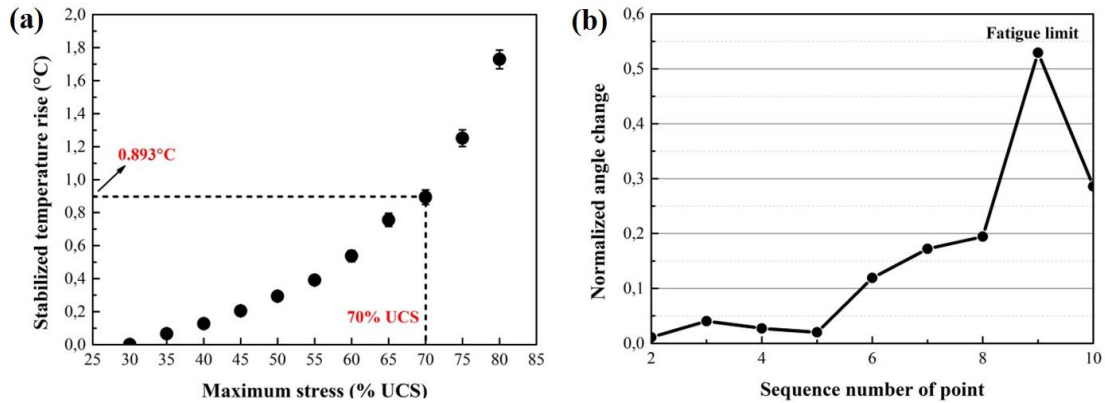 (a)
Stabilized temperature rise (°C)
2,0
1,8
1,6
1,4
1,2
1,0
0,8
0,6
0,4
0,2
0,0
0.893°C
70% UCS
25 30 35 40 45 50 55 60 65 70 75 80 85
Maximum stress (% UCS)
(b)
Normalized angle change
0,6
0,5
0,4
0,3
0,2
0,1
0,0
Fatigue limit
2 4 6 8 10
Sequence number of point